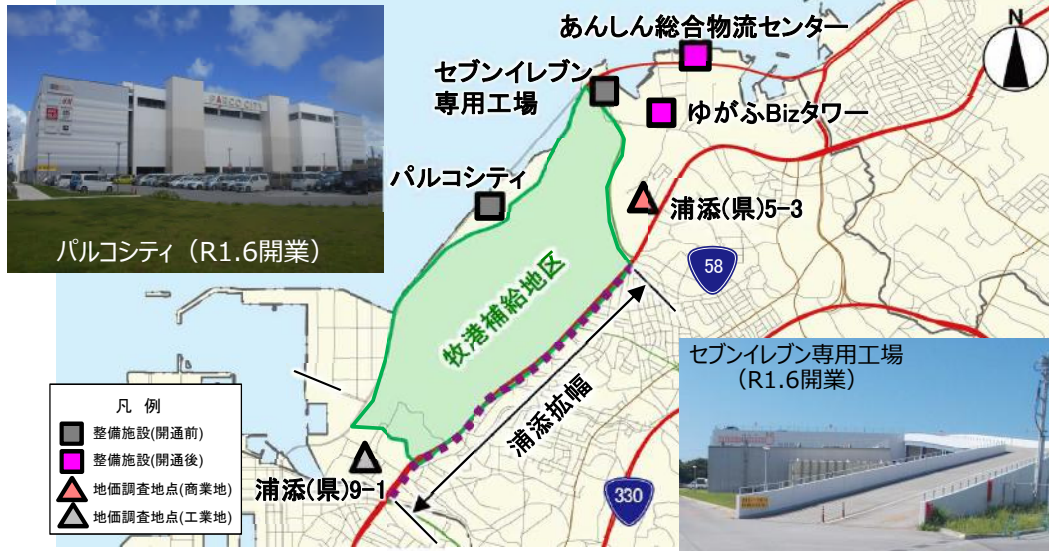 パルコシティ（R1.6開業）
PARCO CITY
あんしん総合物流センター
N
セブンイレブン
専用工場
ゆがふBizタワー
パルコシティ
浦添(県)5-3
58
牧港補給地区
浦添拡幅
凡 例
整備施設(開通前)
整備施設(開通後)
地価調査地点(商業地)
地価調査地点(工業地)
浦添(県)9-1
330
セブンイレブン専用工場
（R1.6開業）